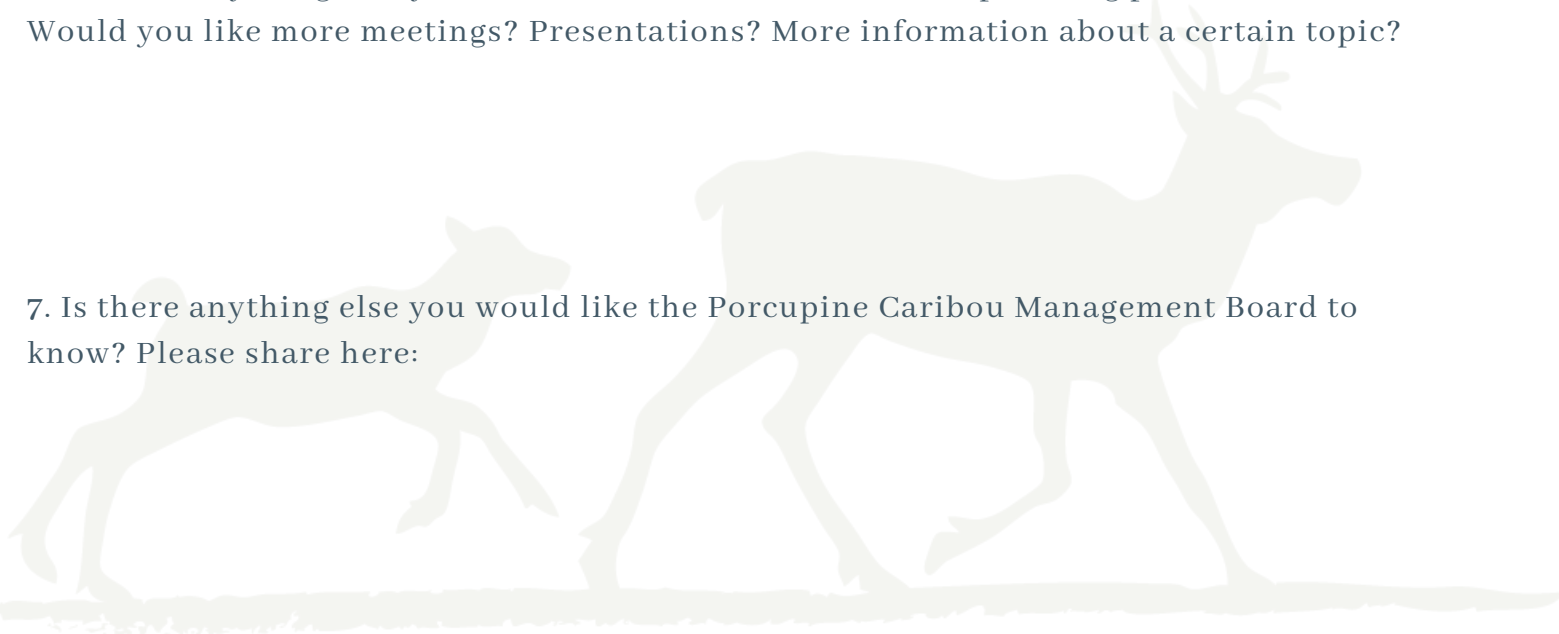 Would you like more meetings? Presentations? More information about a certain topic?
7. Is there anything else you would like the Porcupine Caribou Management Board to
know? Please share here: